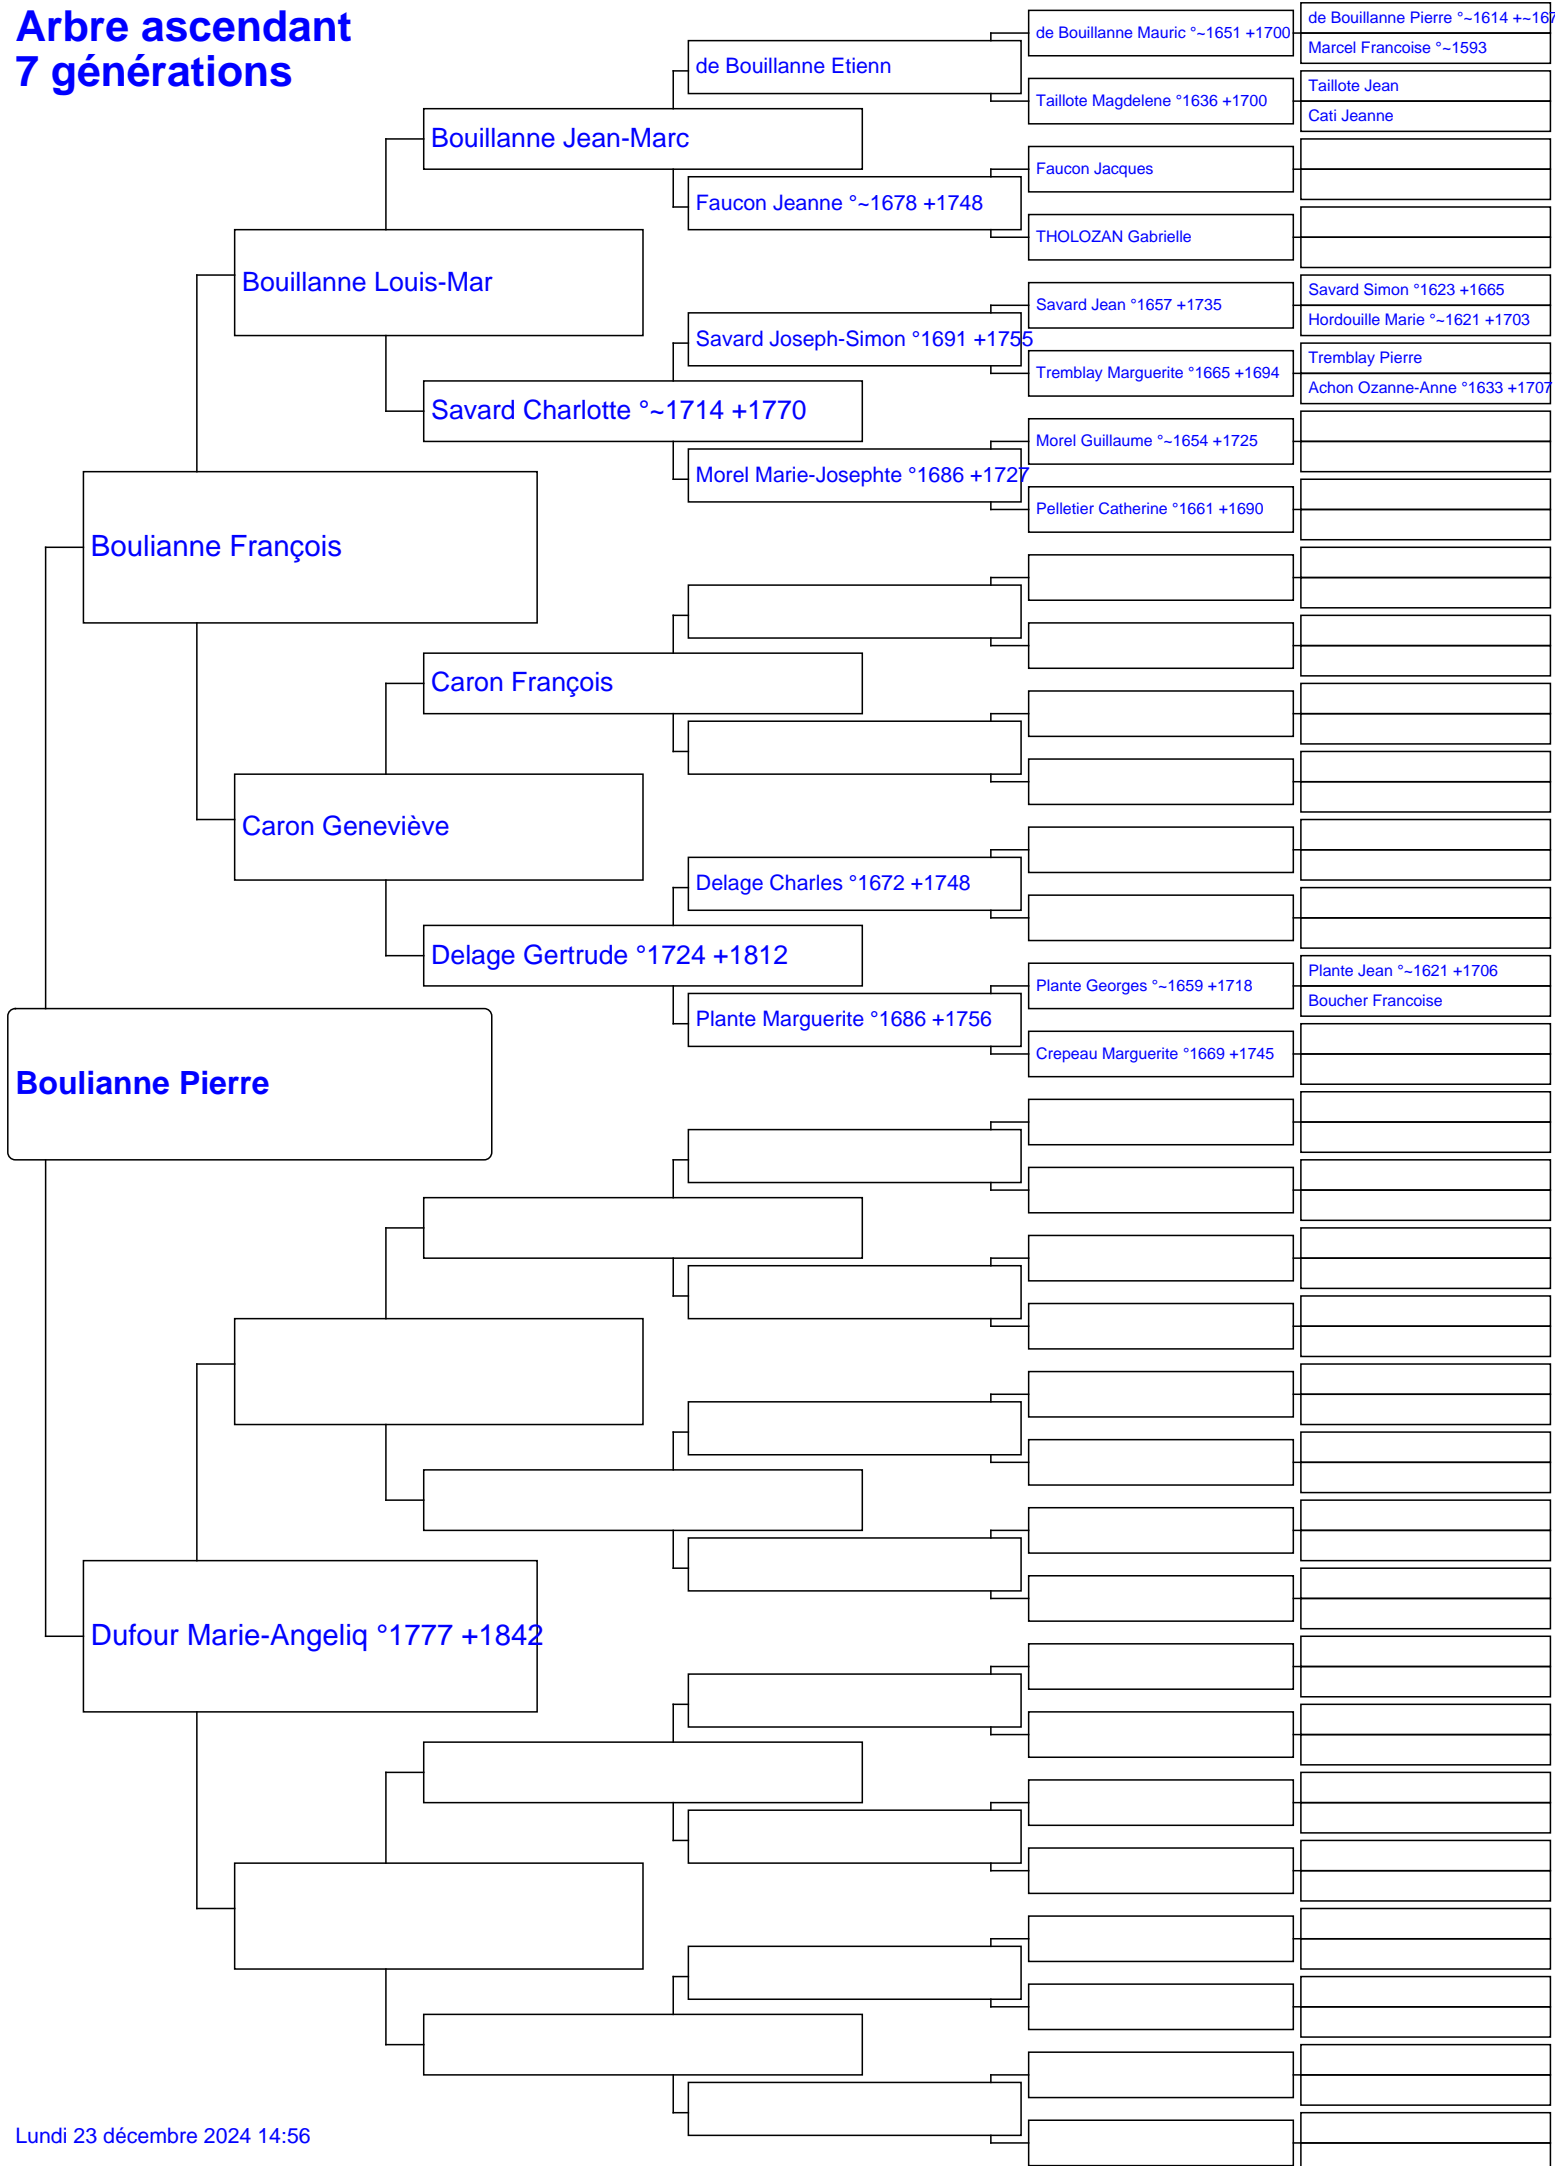 Arbre ascendant
7 générations
de Bouillanne Pierre °~1614 +~167
de Bouillanne Mauric °~1651 +1700
Marcel Francoise °~1593
de Bouillanne Etienn
Taillote Jean
Taillote Magdelene °1636 +1700
Cati Jeanne
Bouillanne Jean-Marc
Faucon Jacques
Faucon Jeanne °~1678 +1748
THOLOZAN Gabrielle
Bouillanne Louis-Mar
Savard Simon °1623 +1665
Savard Jean °1657 +1735
Hordouille Marie °~1621 +1703
Savard Joseph-Simon °1691 +1755
Tremblay Pierre
Tremblay Marguerite °1665 +1694
Achon Ozanne-Anne °1633 +1707
Savard Charlotte °~1714 +1770
Morel Guillaume °~1654 +1725
Morel Marie-Josephte °1686 +1727
Pelletier Catherine °1661 +1690
Boulianne François
Caron François
Caron Geneviève
Delage Charles °1672 +1748
Delage Gertrude °1724 +1812
Plante Jean °~1621 +1706
Plante Georges °~1659 +1718
Boucher Francoise
Plante Marguerite °1686 +1756
Crepeau Marguerite °1669 +1745
Boulianne Pierre
Dufour Marie-Angeliq °1777 +1842
Lundi 23 décembre 2024 14:56